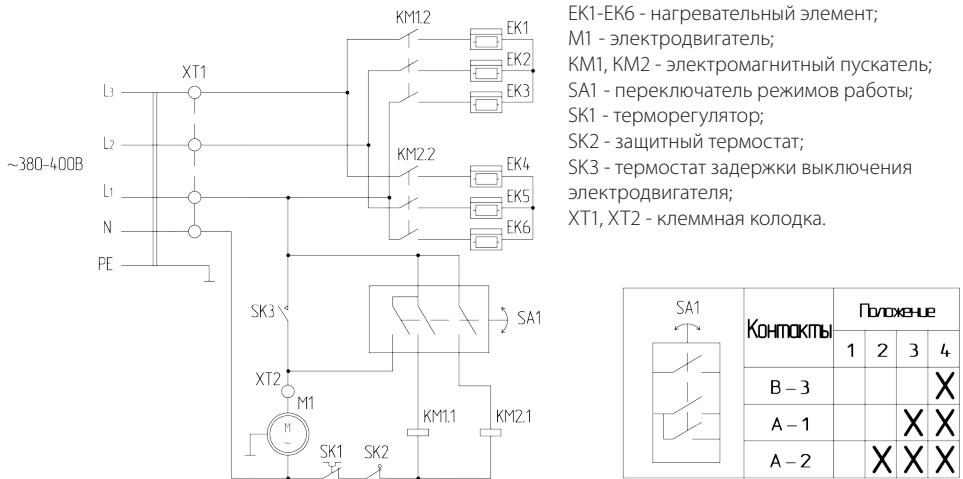 EK1-EK6 - нагревательный элемент;
М1 - электродвигатель;
КМ1, КМ2 - электромагнитный пускатель;
SA1 - переключатель режимов работы;
SK1 - терморегулятор;
SK2 - защитный термостат;
SK3 - термостат задержки выключения
электродвигателя;
XT1, XT2 - клеммная колодка.
KM1.2
EK1
EK2
EK3
XT1
L3
L2
~380-400В
L1
N
PE
KM2.2
EK4
EK5
EK6
SK3
SA1
XT2
M1
M
~
SK1
SK2
KM1.1
KM2.1
SA1
Контакты
Положение
1 2 3 4
B – 3 X
A – 1 X X
A – 2 X X X